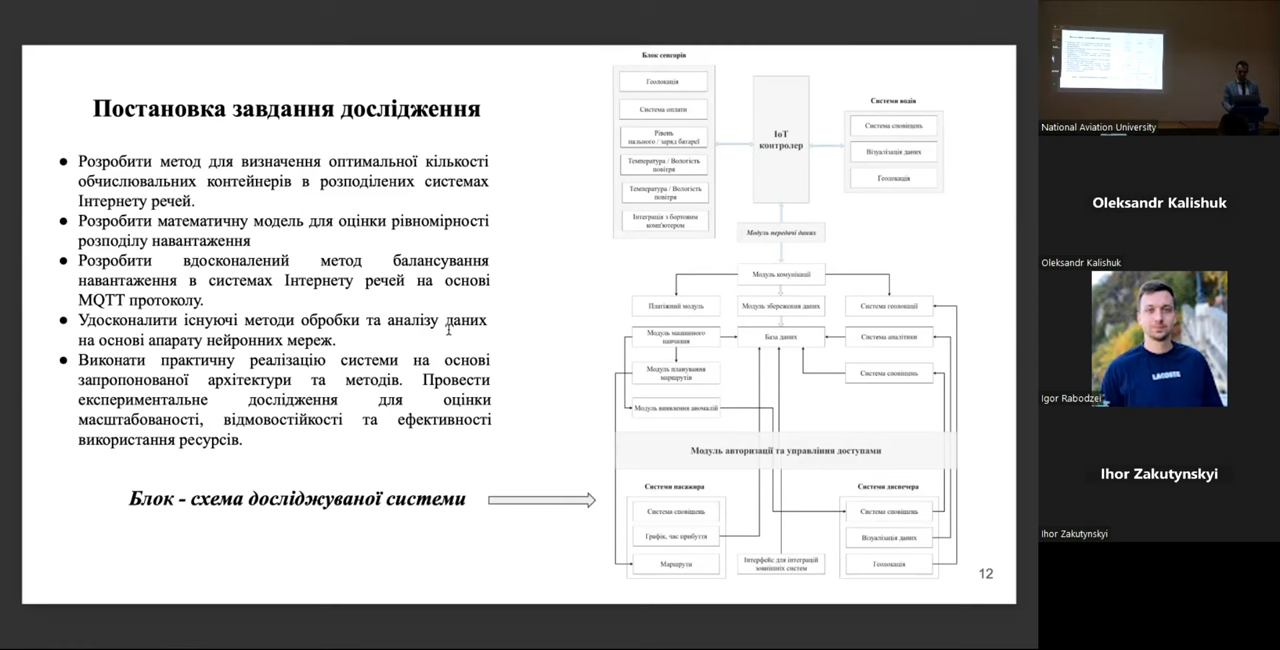 Постановка завдання дослідження
● Розробити метод для визначення оптимальної кількості
обчислювальних контейнерів в розподілених системах
Інтернету речей.
● Розробити математичну модель для оцінки рівномірності
розподілу навантаження
● Розробити вдосконалений метод балансування
навантаження в системах Інтернету речей на основі
MQTT протоколу.
● Удосконалити існуючі методи обробки та аналізу даних
на основі апарату нейронних мереж.
● Виконати практичну реалізацію системи на основі
запропонованої архітектури та методів. Провести
експериментальне дослідження для оцінки
масштабованості, відмовостійкості та ефективності
використання ресурсів.
Блок - схема досліджуваної системи
Блок сенсорів
Геолокація
Система оплати
Рівень
пального / заряд батареї
Температура / Вологість
повітря
Температура / Вологість
повітря
Інтеграція з бортовим
комп'ютером
IoT
контролер
Системи водія
Система сповіщень
Візуалізація даних
Геолокація
Модуль передачі даних
Модуль комунікації
Платіжний модуль
Модуль збереження даних
Система геолокації
Модуль машинного
навчання
База даних
Система аналітики
Модуль планування
маршрутів
Система сповіщень
Модуль виявлення аномалій
Модуль авторизації та управління доступами
Системи пасажира
Система сповіщень
Графік, час прибуття
Маршрути
Інтерфейс для інтеграцій
зовнішніх систем
Системи диспечера
Система сповіщень
Візуалізація даних
Геолокація
12
National Aviation University
Oleksandr Kalishuk
Oleksandr Kalishuk
LACOSTE
Igor Rabodzei
Ihor Zakutynskyi
Ihor Zakutynskyi